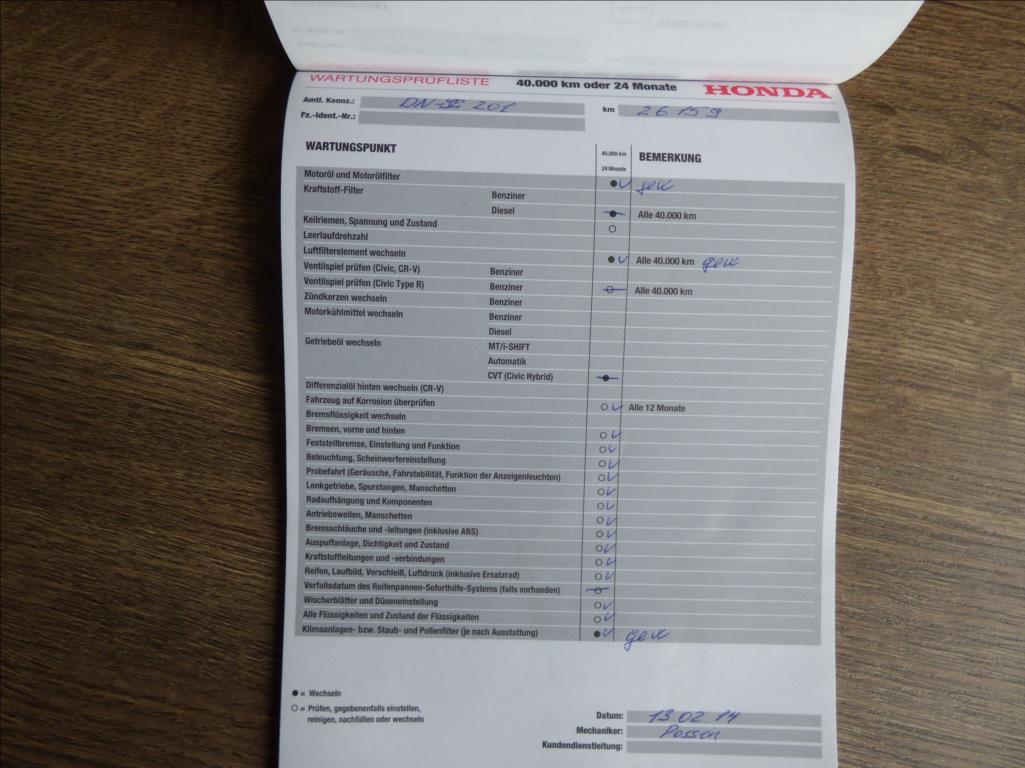 WARTUNGSPRÜFLISTE 40.000 km oder 24 Monate HONDA
Amtl. Kennz.: DN-SE 201 km 26 159
Fz.-Ident.-Nr.:
WARTUNGSPUNKT 40.000 km 24 Monate BEMERKUNG
Motoröl und Motorölfilter ● ✓ gew
Kraftstoff-Filter Benziner
Diesel ● Alle 40.000 km
Keilriemen, Spannung und Zustand ○
Leerlaufdrehzahl
Luftfilterelement wechseln ● ✓ Alle 40.000 km gew
Ventilspiel prüfen (Civic, CR-V) Benziner
Ventilspiel prüfen (Civic Type R) Benziner ○ Alle 40.000 km
Zündkerzen wechseln Benziner
Motorkühlmittel wechseln Benziner
Diesel
Getriebeöl wechseln MT/i-SHIFT
Automatik
CVT (Civic Hybrid) ●
Differenzialöl hinten wechseln (CR-V)
Fahrzeug auf Korrosion überprüfen ○ ✓ Alle 12 Monate
Bremsflüssigkeit wechseln
Bremsen, vorne und hinten ○ ✓
Feststellbremse, Einstellung und Funktion ○ ✓
Beleuchtung, Scheinwerfereinstellung ○ ✓
Probefahrt (Geräusche, Fahrstabilität, Funktion der Anzeigenleuchten) ○ ✓
Lenkgetriebe, Spurstangen, Manschetten ○ ✓
Radaufhängung und Komponenten ○ ✓
Antriebswellen, Manschetten ○ ✓
Bremsschläuche und -leitungen (inklusive ABS) ○ ✓
Auspuffanlage, Dichtigkeit und Zustand ○ ✓
Kraftstoffleitungen und -verbindungen ○ ✓
Reifen, Laufbild, Verschleiß, Luftdruck (inklusive Ersatzrad) ○ ✓
Verfallsdatum des Reifenpannen-Soforthilfe-Systems (falls vorhanden) ○
Wischerblätter und Düseneinstellung ○ ✓
Alle Flüssigkeiten und Zustand der Flüssigkeiten ○ ✓
Klimaanlagen- bzw. Staub- und Pollenfilter (je nach Ausstattung) ● ✓ gew
● = Wechseln
○ = Prüfen, gegebenenfalls einstellen,
reinigen, nachfüllen oder wechseln
Datum: 13.02.14
Mechaniker: Possen
Kundendienstleitung: